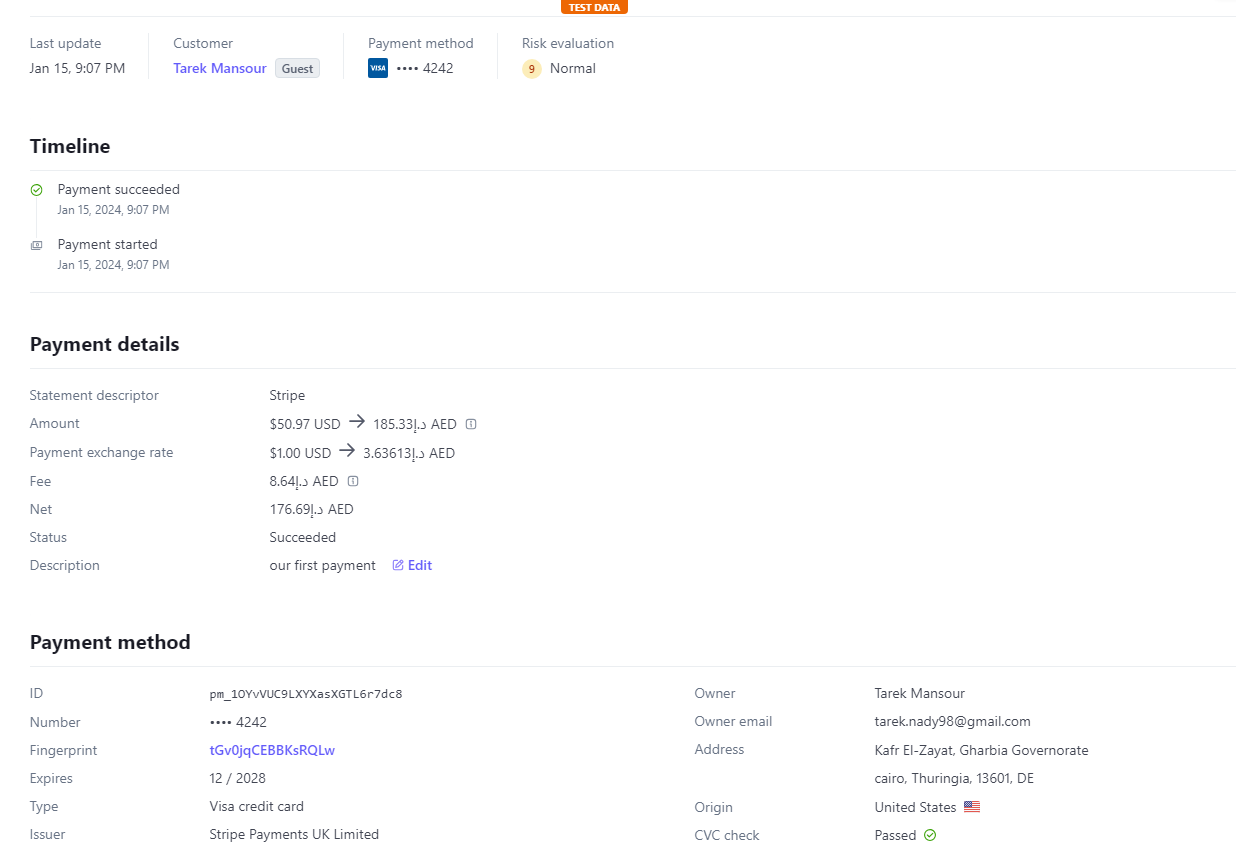 TEST DATA
Last update Customer Payment method Risk evaluation
Jan 15, 9:07 PM Tarek Mansour Guest VISA •••• 4242 9 Normal
Timeline
Payment succeeded
Jan 15, 2024, 9:07 PM
Payment started
Jan 15, 2024, 9:07 PM
Payment details
Statement descriptor Stripe
Amount $50.97 USD → 185.33د.إ AED
Payment exchange rate $1.00 USD → 3.63613د.إ AED
Fee 8.64د.إ AED
Net 176.69د.إ AED
Status Succeeded
Description our first payment Edit
Payment method
ID pm_1OYvVUC9LXYXasXGTL6r7dc8 Owner Tarek Mansour
Number •••• 4242 Owner email tarek.nady98@gmail.com
Fingerprint tGv0jqCEBBKsRQLw Address Kafr El-Zayat, Gharbia Governorate
Expires 12 / 2028 cairo, Thuringia, 13601, DE
Type Visa credit card Origin United States
Issuer Stripe Payments UK Limited CVC check Passed